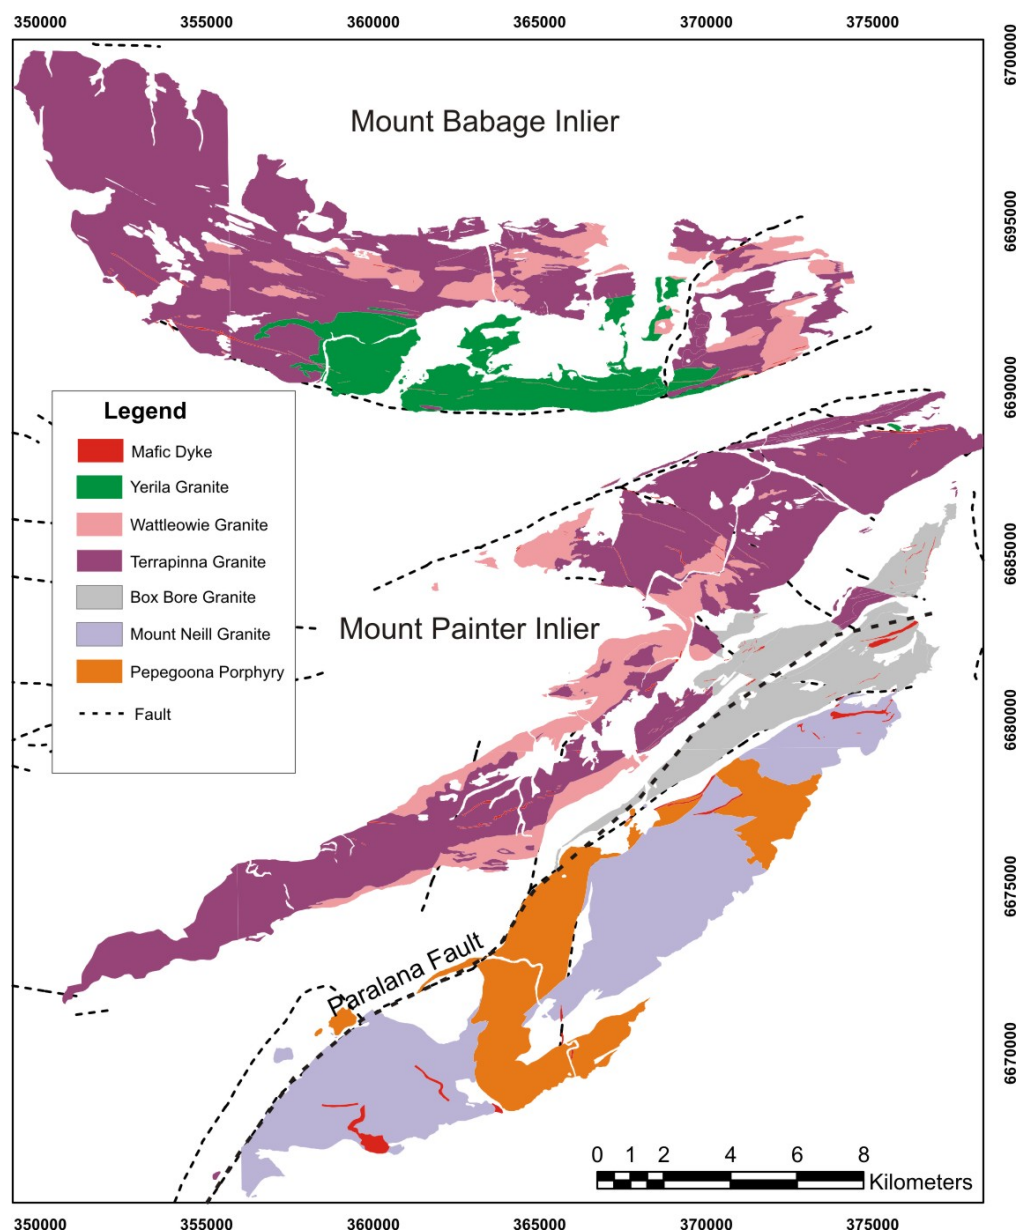 350000 355000 360000 365000 370000 375000
6700000
Mount Babage Inlier
6695000
6690000
Legend
Mafic Dyke
Yerila Granite
Wattleowie Granite
Terrapinna Granite
Box Bore Granite
Mount Neill Granite
Pepegoona Porphyry
Fault
6685000
Mount Painter Inlier
6680000
6675000
Paralana Fault
6670000
0 1 2 4 6 8
Kilometers
350000 355000 360000 365000 370000 375000